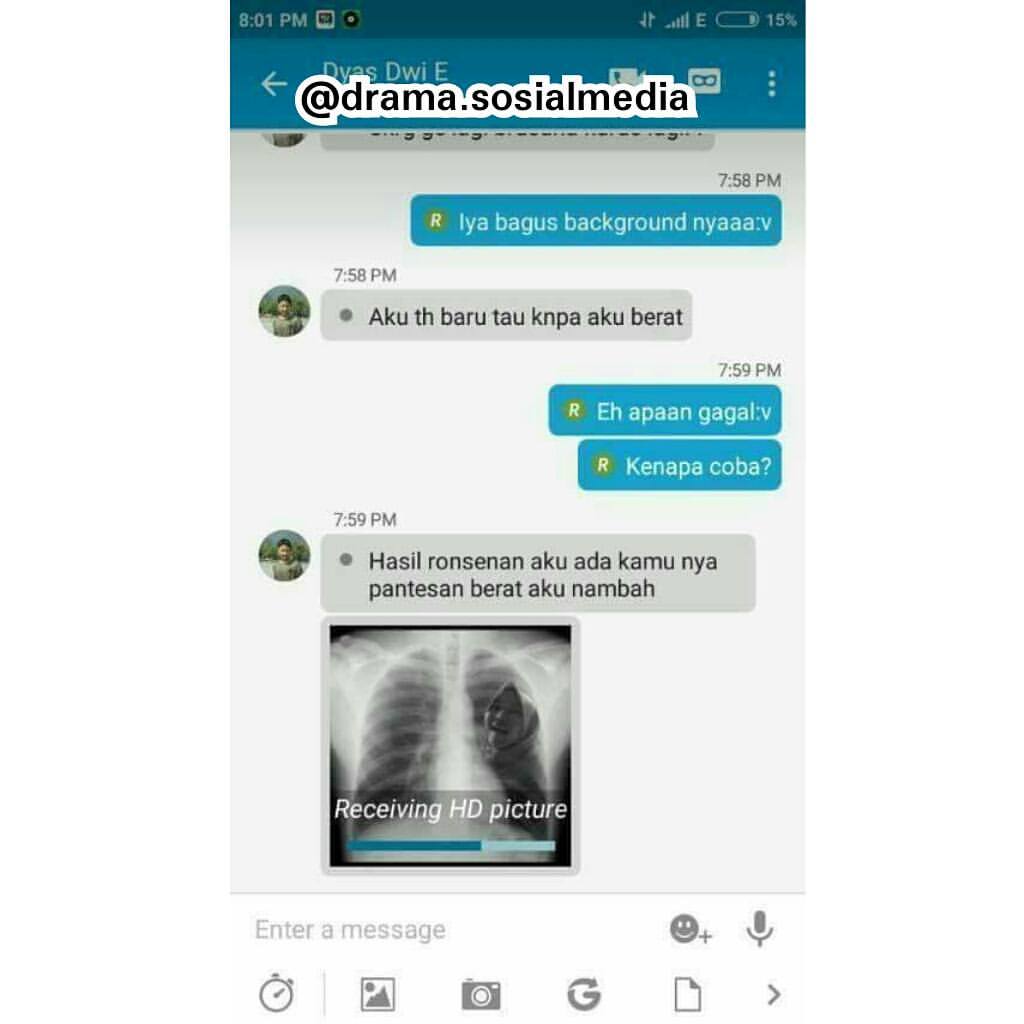 8:01 PM
E
15%
Dyas Dwi E
@drama.sosialmedia
7:58 PM
R Iya bagus background nyaaa:v
7:58 PM
Aku th baru tau knpa aku berat
7:59 PM
R Eh apaan gagal:v
R Kenapa coba?
7:59 PM
Hasil ronsenan aku ada kamu nya
pantesan berat aku nambah
Receiving HD picture
Enter a message